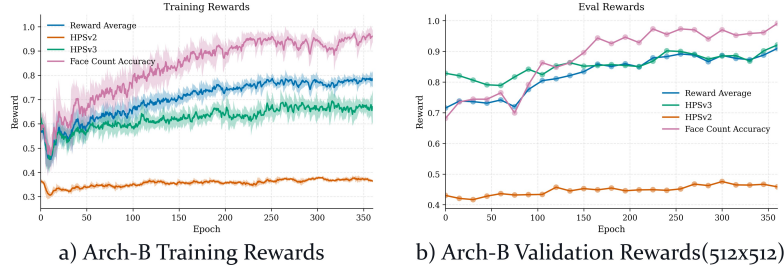 Training Rewards
Reward
1.0
0.9
0.8
0.7
0.6
0.5
0.4
0.3
Reward Average
HPSv2
HPSv3
Face Count Accuracy
0 50 100 150 200 250 300 350
Epoch
a) Arch-B Training Rewards
Eval Rewards
Reward
1.0
0.9
0.8
0.7
0.6
0.5
0.4
Reward Average
HPSv3
HPSv2
Face Count Accuracy
0 50 100 150 200 250 300 350
Epoch
b) Arch-B Validation Rewards(512x512)